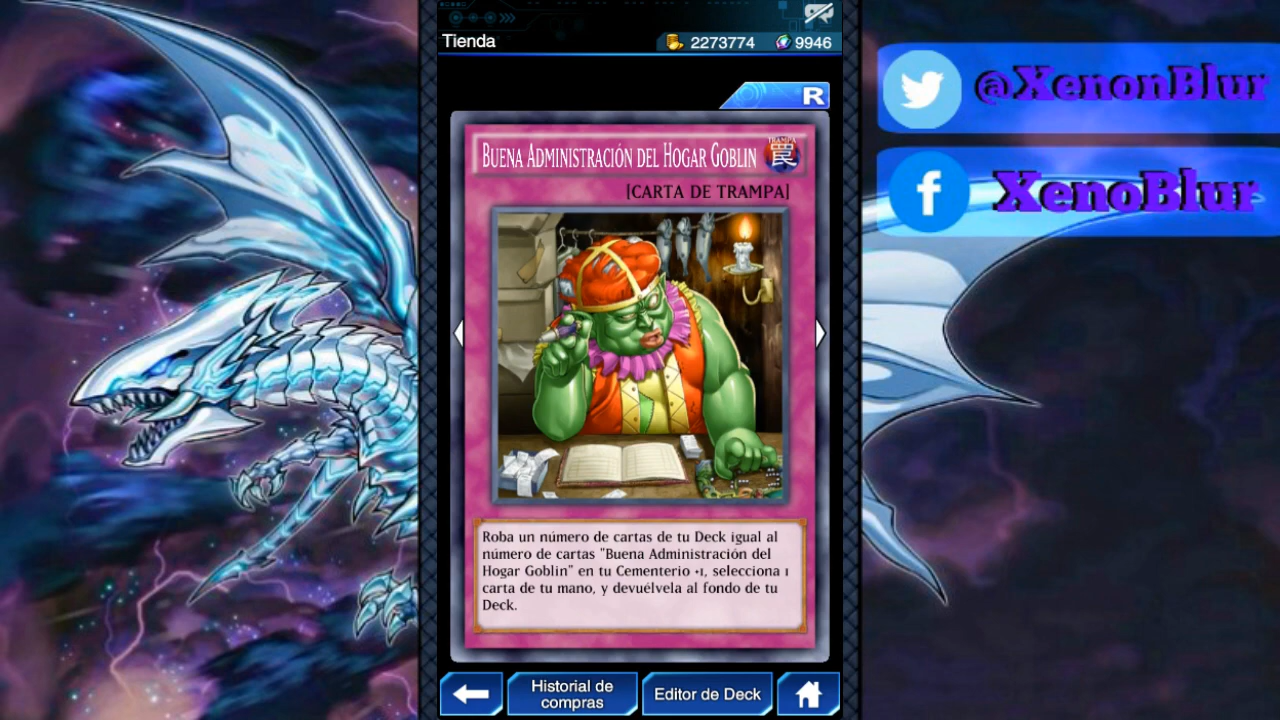 Tienda
2273774
9946
R
BUENA ADMINISTRACIÓN DEL HOGAR GOBLIN
TRAMPA
罠
[CARTA DE TRAMPA]
Roba un número de cartas de tu Deck igual al
número de cartas "Buena Administración del
Hogar Goblin" en tu Cementerio +1, selecciona 1
carta de tu mano, y devuélvela al fondo de tu
Deck.
Historial de
compras
Editor de Deck
@XenonBlur
f
XenoBlur